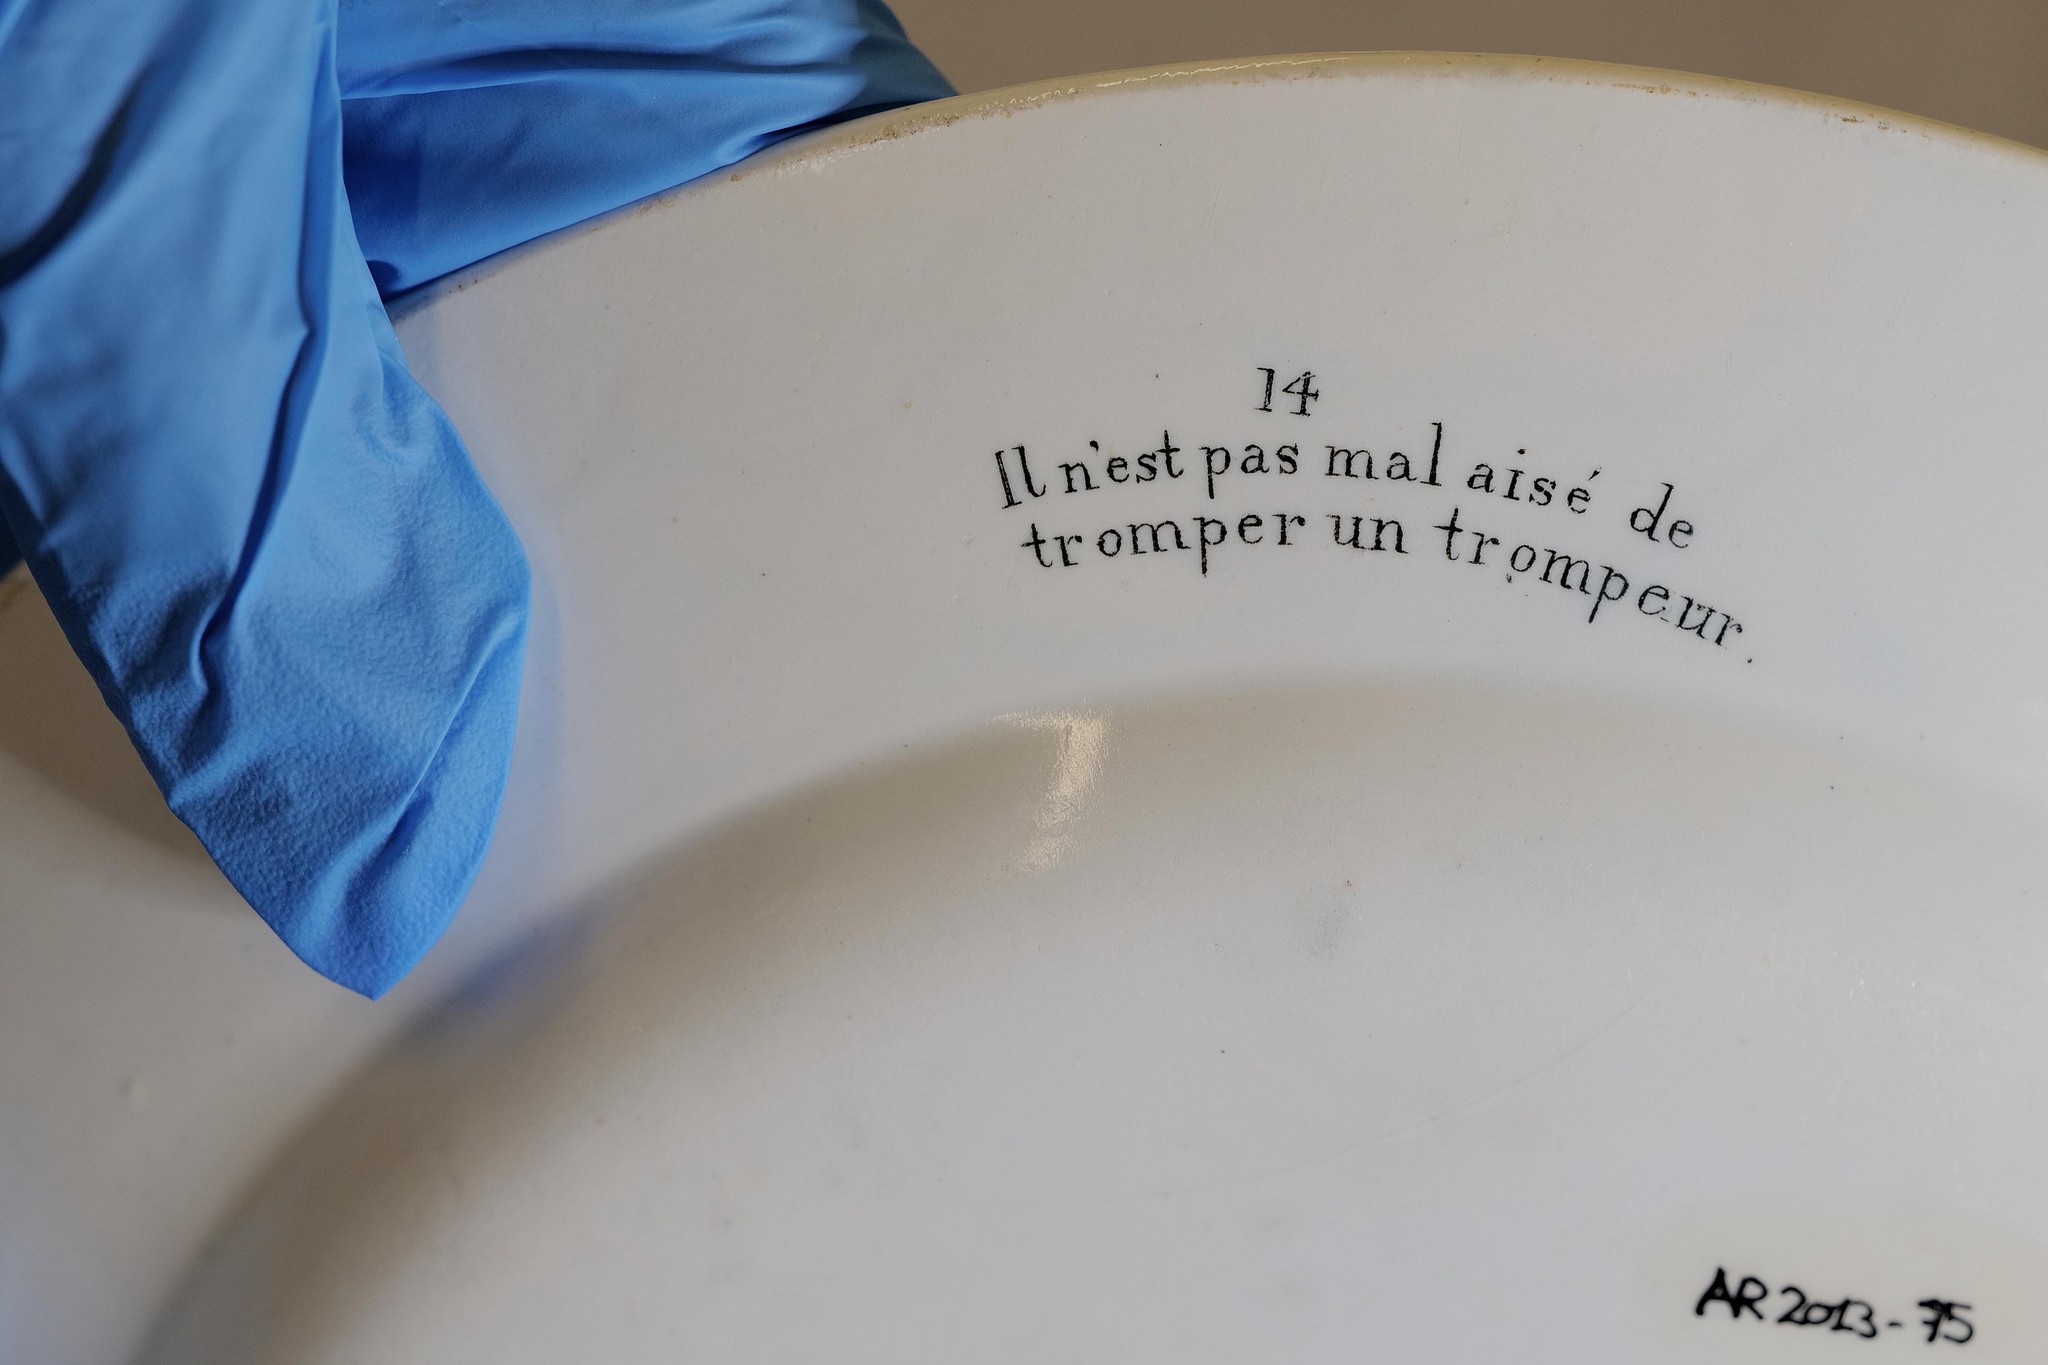 14
Il n'est pas mal aisé de
tromper un trompeur.
AR 2013-75